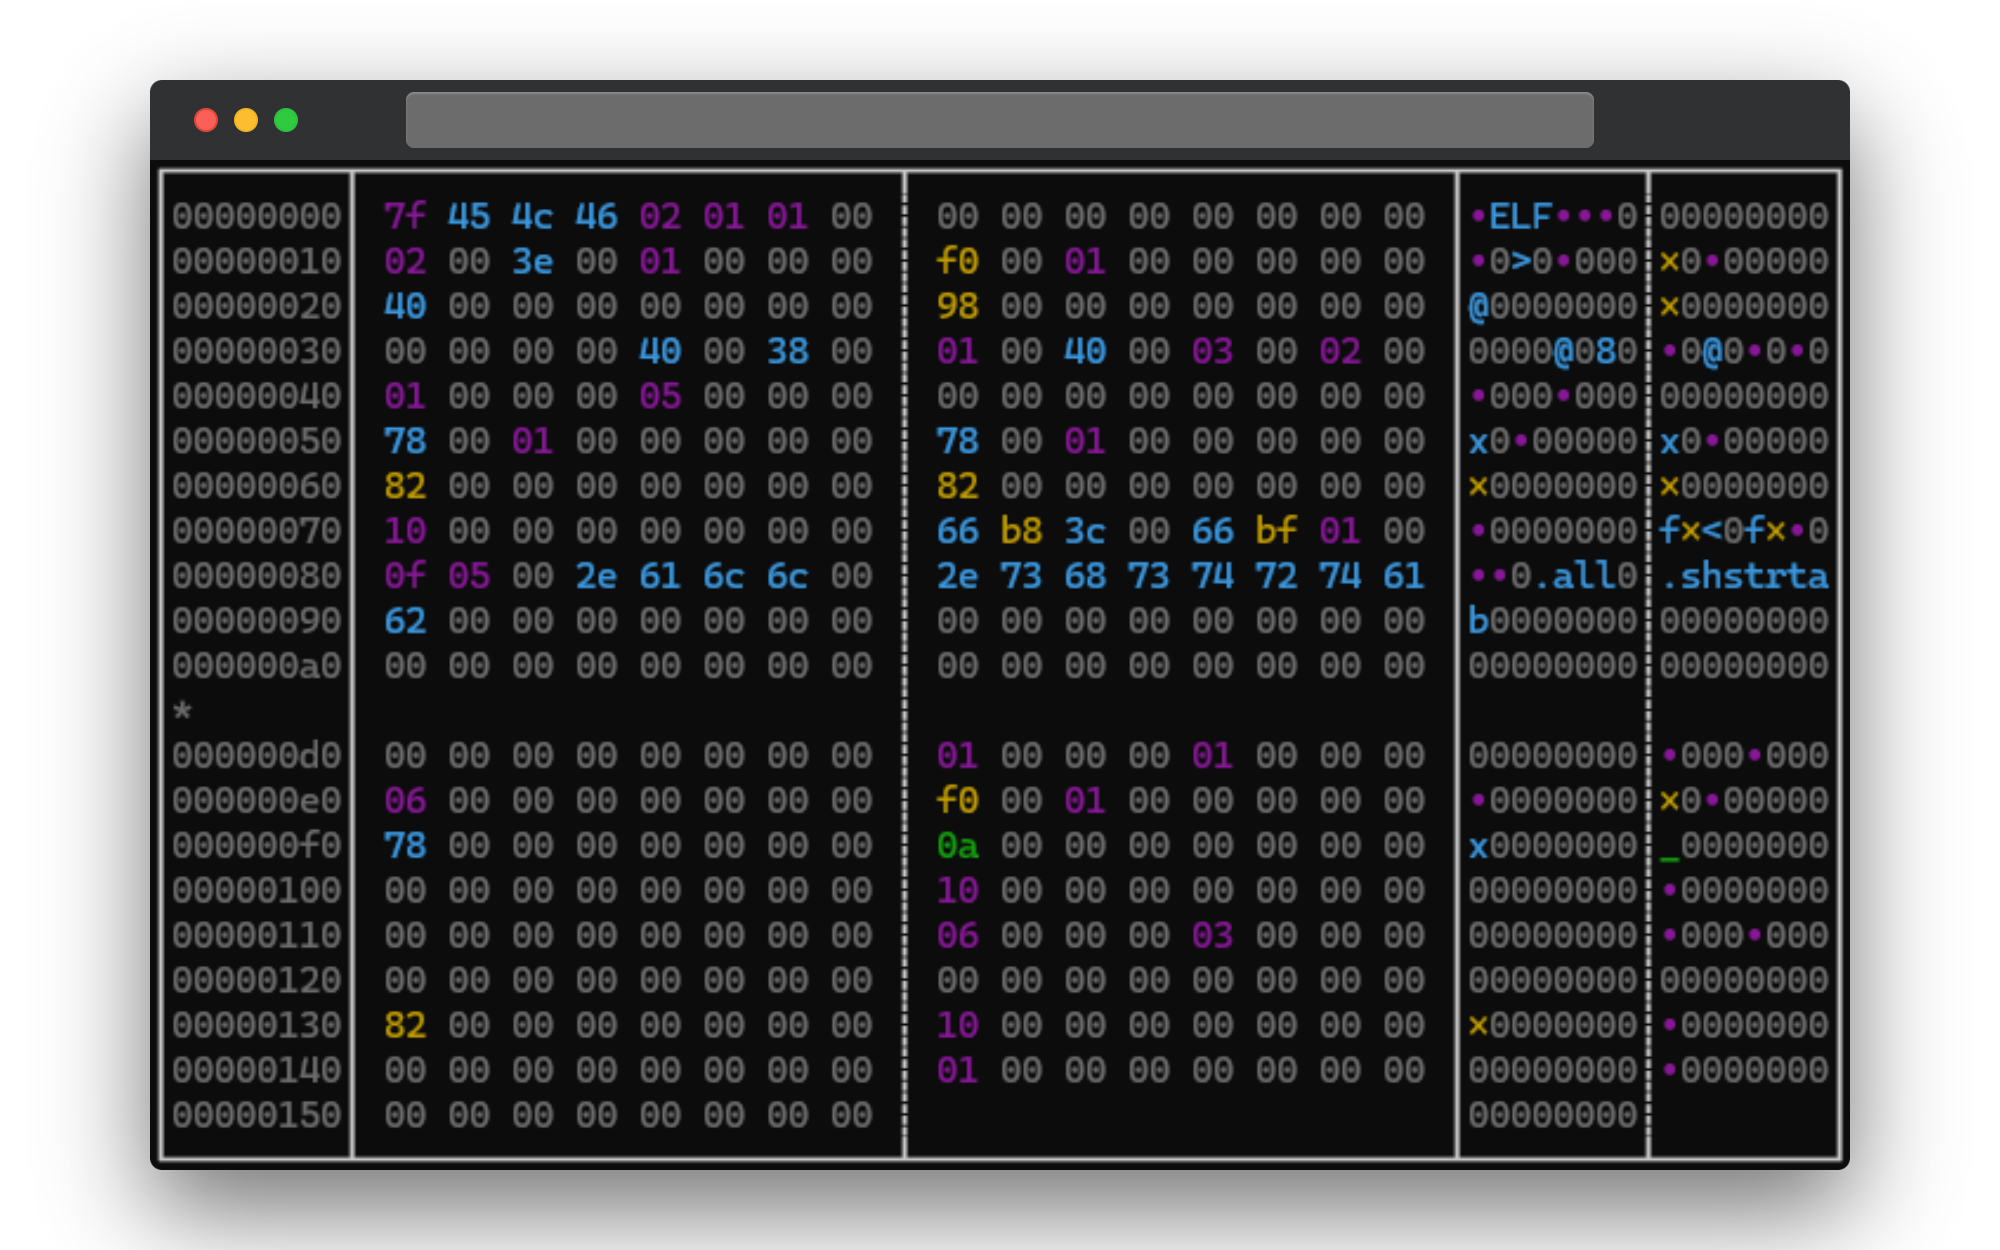 00000000 7f 45 4c 46 02 01 01 00 00 00 00 00 00 00 00 00 •ELF•••0 00000000
00000010 02 00 3e 00 01 00 00 00 f0 00 01 00 00 00 00 00 •0>0•000 ×0•00000
00000020 40 00 00 00 00 00 00 00 98 00 00 00 00 00 00 00 @0000000 ×0000000
00000030 00 00 00 00 40 00 38 00 01 00 40 00 03 00 02 00 0000@080 •0@0•0•0
00000040 01 00 00 00 05 00 00 00 00 00 00 00 00 00 00 00 •000•000 00000000
00000050 78 00 01 00 00 00 00 00 78 00 01 00 00 00 00 00 x0•00000 x0•00000
00000060 82 00 00 00 00 00 00 00 82 00 00 00 00 00 00 00 ×0000000 ×0000000
00000070 10 00 00 00 00 00 00 00 66 b8 3c 00 66 bf 01 00 •0000000 f×<0f×•0
00000080 0f 05 00 2e 61 6c 6c 00 2e 73 68 73 74 72 74 61 ••0.all0 .shstrta
00000090 62 00 00 00 00 00 00 00 00 00 00 00 00 00 00 00 b0000000 00000000
000000a0 00 00 00 00 00 00 00 00 00 00 00 00 00 00 00 00 00000000 00000000
*
000000d0 00 00 00 00 00 00 00 00 01 00 00 00 01 00 00 00 00000000 •000•000
000000e0 06 00 00 00 00 00 00 00 f0 00 01 00 00 00 00 00 •0000000 ×0•00000
000000f0 78 00 00 00 00 00 00 00 0a 00 00 00 00 00 00 00 x0000000 _0000000
00000100 00 00 00 00 00 00 00 00 10 00 00 00 00 00 00 00 00000000 •0000000
00000110 00 00 00 00 00 00 00 00 06 00 00 00 03 00 00 00 00000000 •000•000
00000120 00 00 00 00 00 00 00 00 00 00 00 00 00 00 00 00 00000000 00000000
00000130 82 00 00 00 00 00 00 00 10 00 00 00 00 00 00 00 ×0000000 •0000000
00000140 00 00 00 00 00 00 00 00 01 00 00 00 00 00 00 00 00000000 •0000000
00000150 00 00 00 00 00 00 00 00 00000000